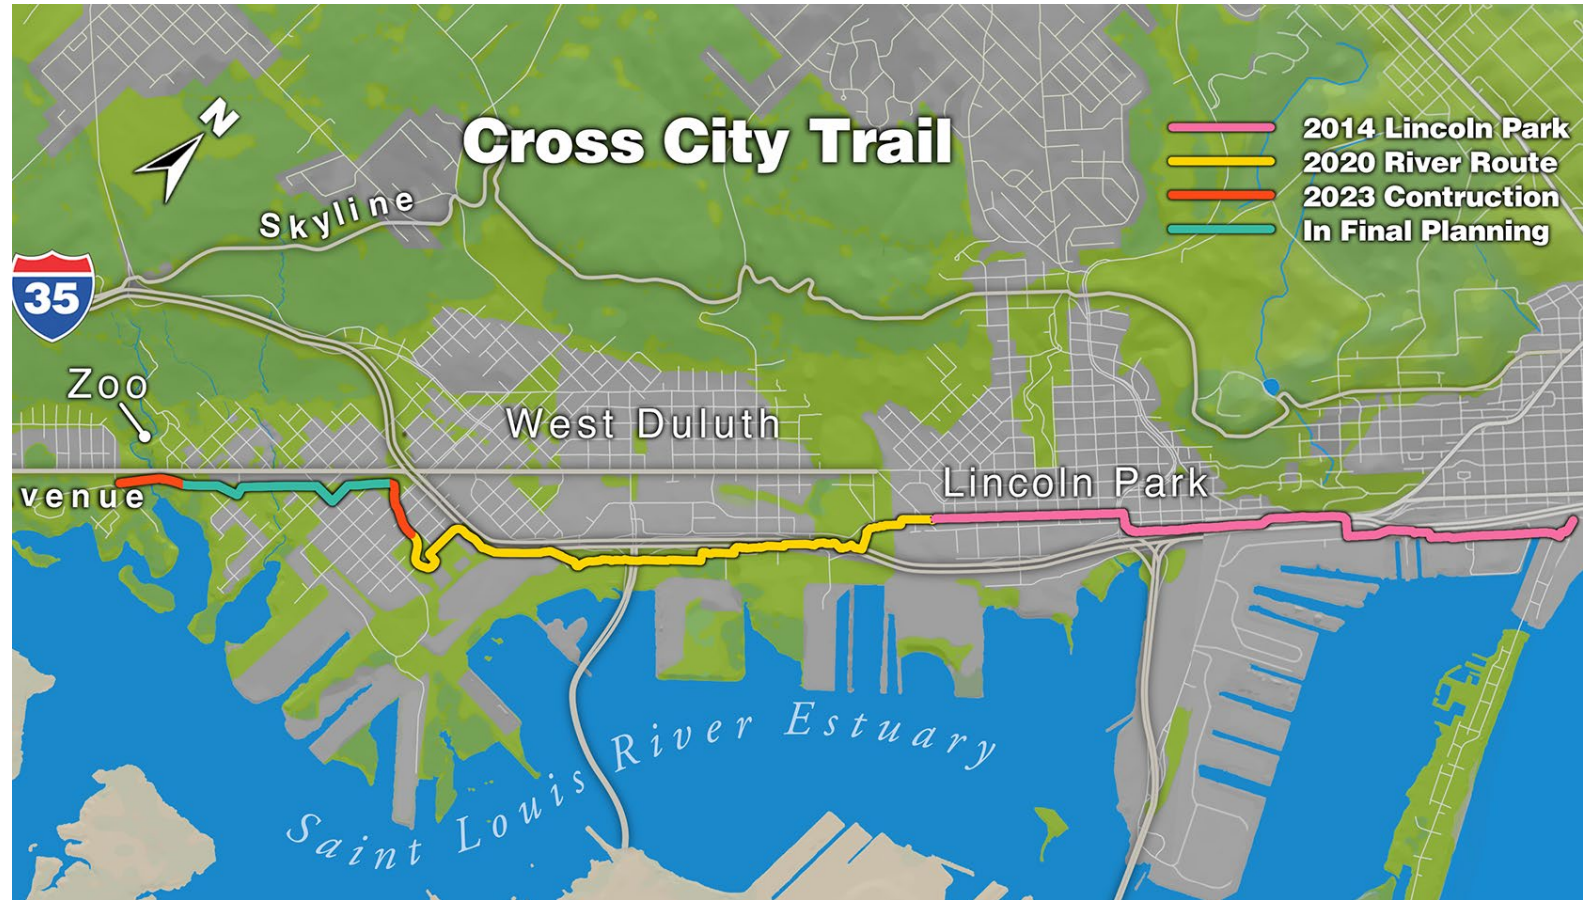 N
Cross City Trail
2014 Lincoln Park
2020 River Route
2023 Contruction
In Final Planning
Skyline
35
Zoo
West Duluth
Lincoln Park
venue
Saint Louis River Estuary